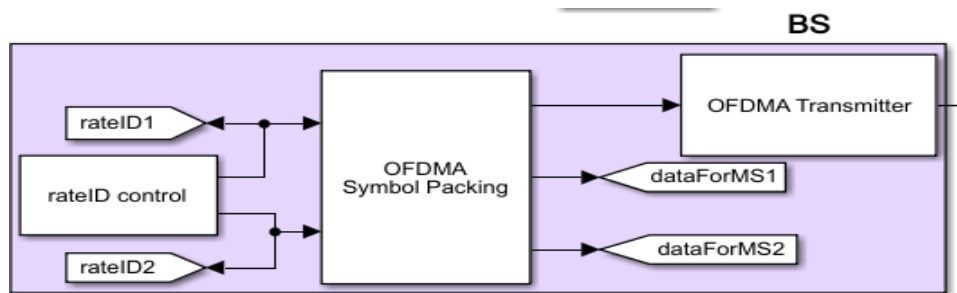 BS
OFDMA Transmitter
rateID1
OFDMA
Symbol Packing
dataForMS1
rateID control
dataForMS2
rateID2